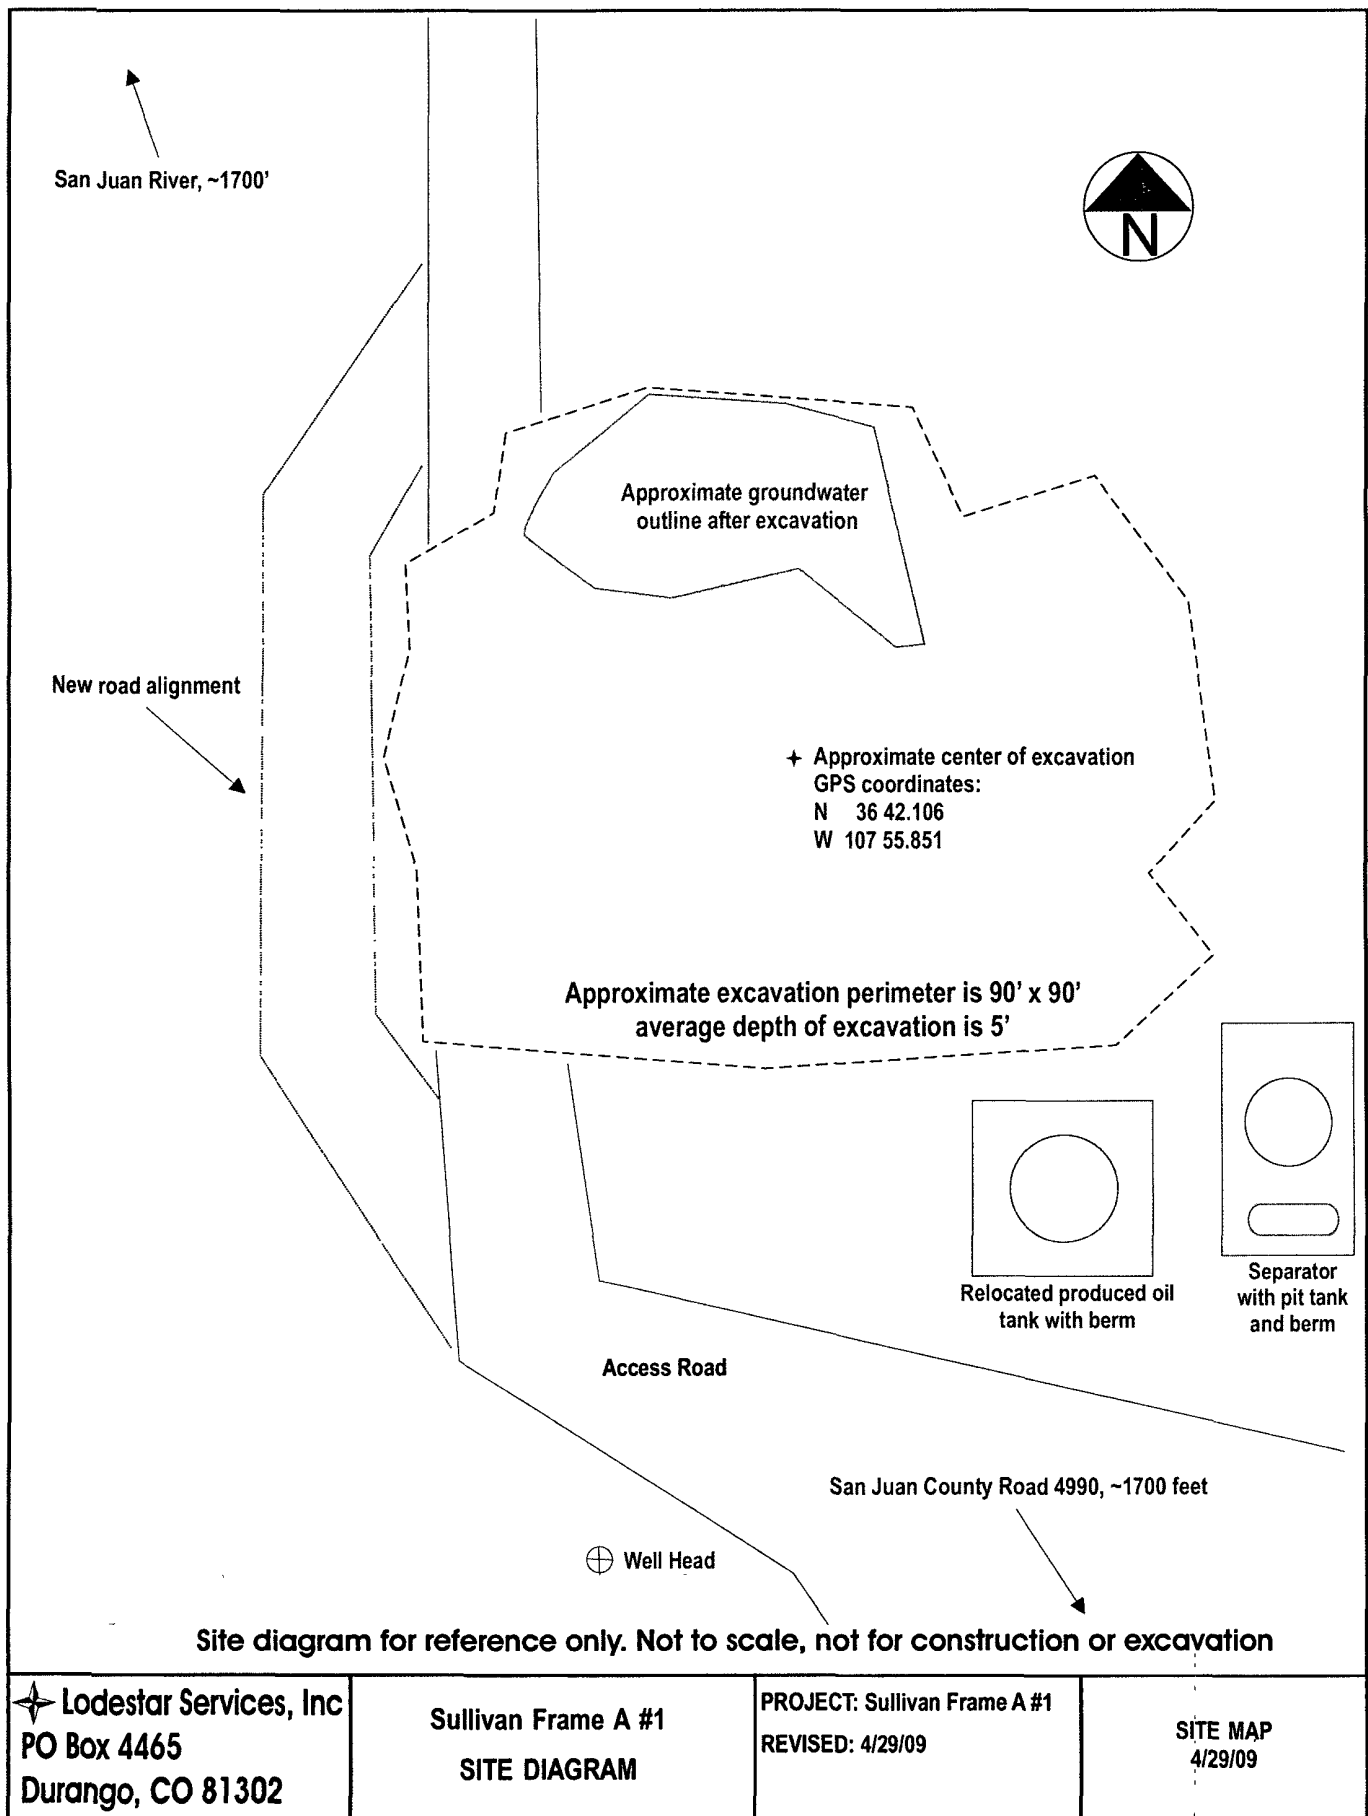 San Juan River, ~1700'
N
Approximate groundwater
outline after excavation
New road alignment
Approximate center of excavation
GPS coordinates:
N 36 42.106
W 107 55.851
Approximate excavation perimeter is 90' x 90'
average depth of excavation is 5'
Relocated produced oil
tank with berm
Separator
with pit tank
and berm
Access Road
San Juan County Road 4990, ~1700 feet
Well Head
Site diagram for reference only. Not to scale, not for construction or excavation
Lodestar Services, Inc
PO Box 4465
Durango, CO 81302
Sullivan Frame A #1
SITE DIAGRAM
PROJECT: Sullivan Frame A #1
REVISED: 4/29/09
SITE MAP
4/29/09